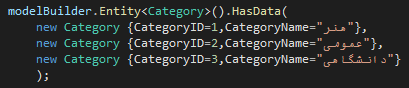 modelBuilder.Entity<Category>().HasData(
new Category {CategoryID=1,CategoryName="هنر"},
new Category {CategoryID=2,CategoryName="عمومی"},
new Category {CategoryID=3,CategoryName="دانشگاهی"}
);